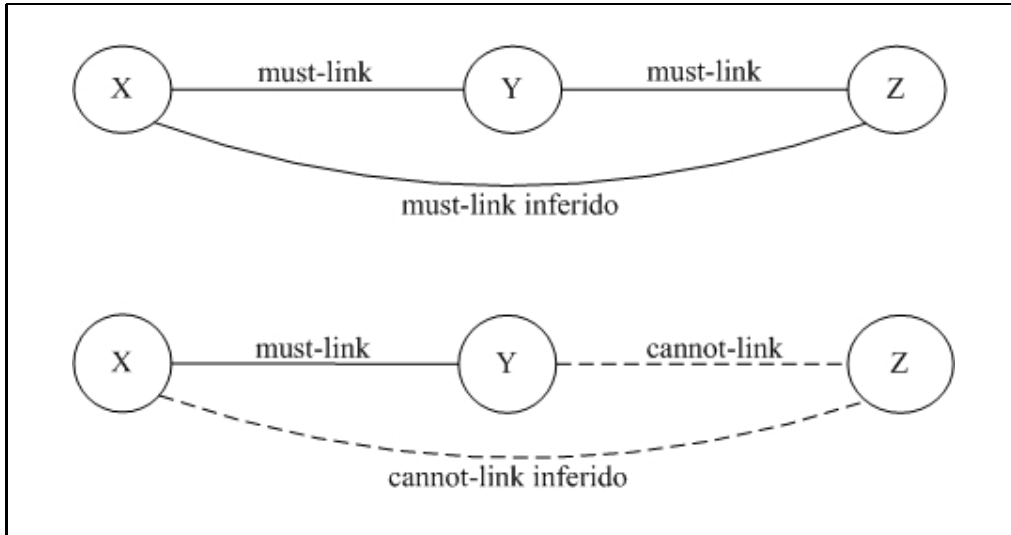 must-link must-link
X Y Z
must-link inferido
must-link cannot-link
X Y Z
cannot-link inferido